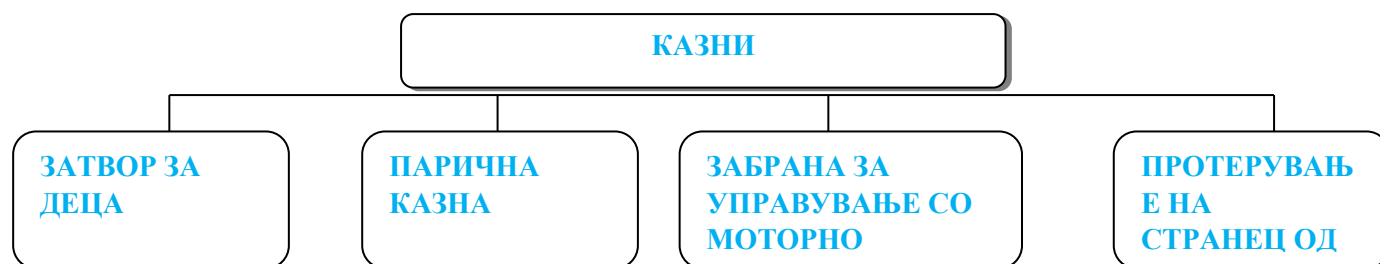 КАЗНИ
ЗАТВОР ЗА
ДЕЦА
ПАРИЧНА
КАЗНА
ЗАБРАНА ЗА
УПРАВУВАЊЕ СО
МОТОРНО
ПРОТЕРУВАЊ
Е НА
СТРАНЕЦ ОД